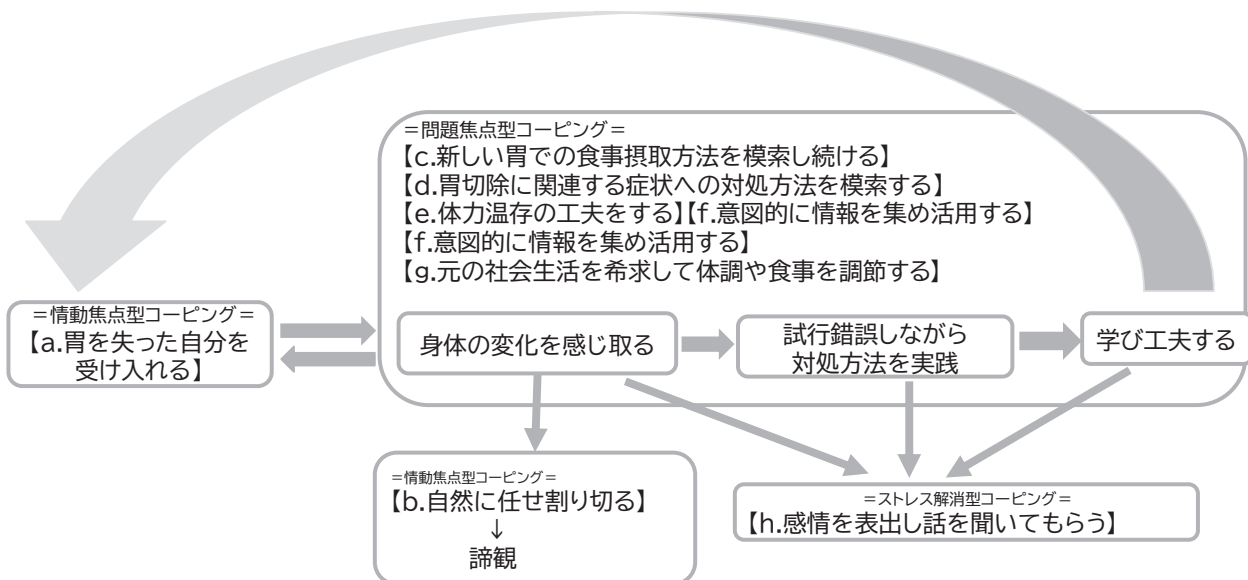 =問題焦点型コーピング=
【c.新しい胃での食事摂取方法を模索し続ける】
【d.胃切除に関連する症状への対処方法を模索する】
【e.体力温存の工夫をする】【f.意図的に情報を集め活用する】
【f.意図的に情報を集め活用する】
【g.元の社会生活を希求して体調や食事を調節する】
=情動焦点型コーピング=
【a.胃を失った自分を
受け入れる】
身体の変化を感じ取る
試行錯誤しながら
対処方法を実践
学び工夫する
=情動焦点型コーピング=
【b.自然に任せ割り切る】
↓
諦観
=ストレス解消型コーピング=
【h.感情を表出し話を聞いてもらう】